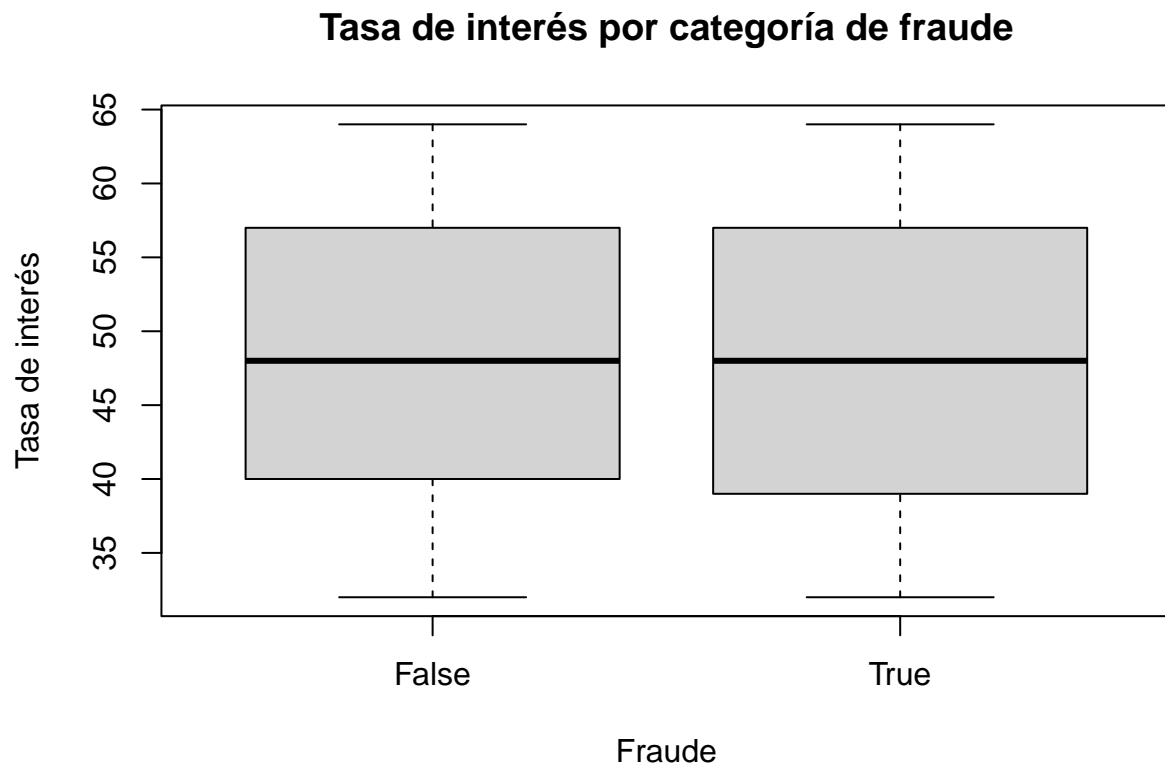 Tasa de interés por categoría de fraude
Tasa de interés
65
60
55
50
45
40
35
False
True
Fraude